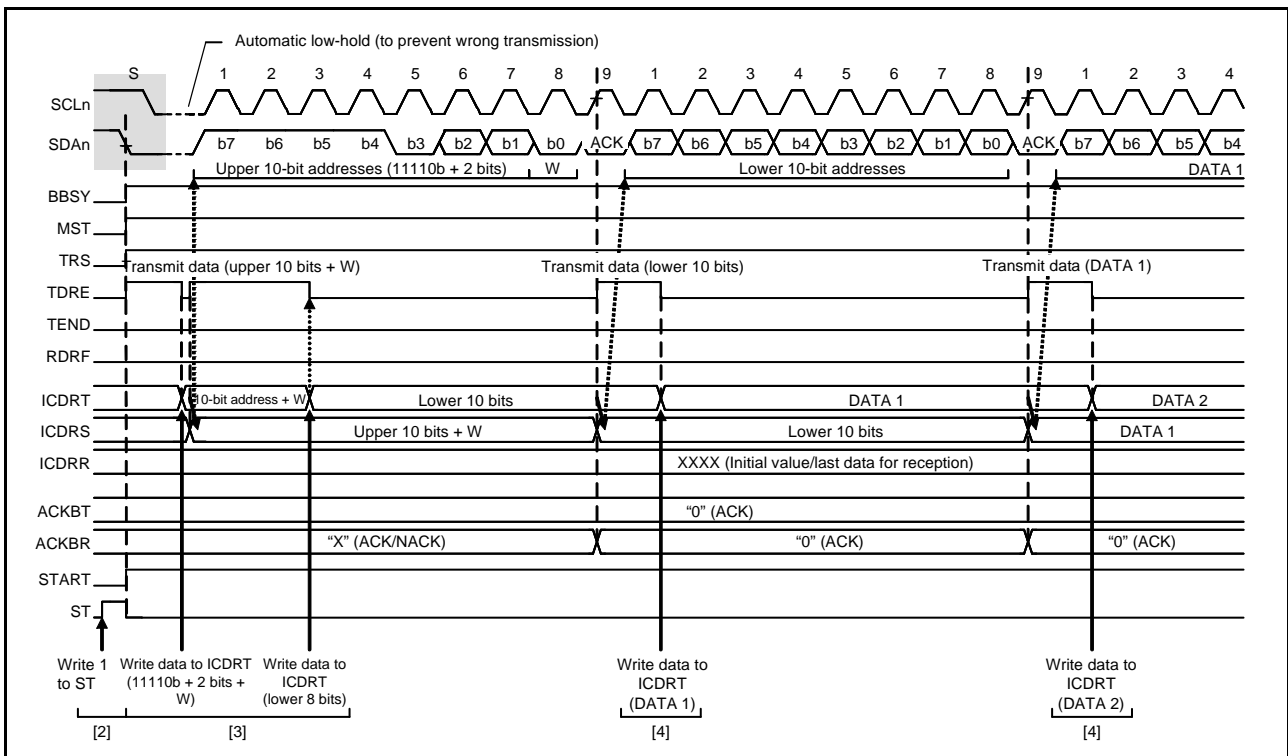 Automatic low-hold (to prevent wrong transmission)
S 1 2 3 4 5 6 7 8 9 1 2 3 4 5 6 7 8 9 1 2 3 4
SCLn
SDAn b7 b6 b5 b4 b3 b2 b1 b0 ACK b7 b6 b5 b4 b3 b2 b1 b0 ACK b7 b6 b5 b4
Upper 10-bit addresses (11110b + 2 bits) W Lower 10-bit addresses DATA 1
BBSY
MST
TRS
Transmit data (upper 10 bits + W) Transmit data (lower 10 bits) Transmit data (DATA 1)
TDRE
TEND
RDRF
ICDRT 10-bit address + W Lower 10 bits DATA 1 DATA 2
ICDRS Upper 10 bits + W Lower 10 bits DATA 1
ICDRR XXXX (Initial value/last data for reception)
ACKBT "0" (ACK)
ACKBR "X" (ACK/NACK) "0" (ACK) "0" (ACK)
START
ST
Write 1 Write data to ICDRT Write data to Write data to Write data to
to ST (11110b + 2 bits + ICDRT ICDRT ICDRT
W) (lower 8 bits) (DATA 1) (DATA 2)
[2] [3] [4] [4]